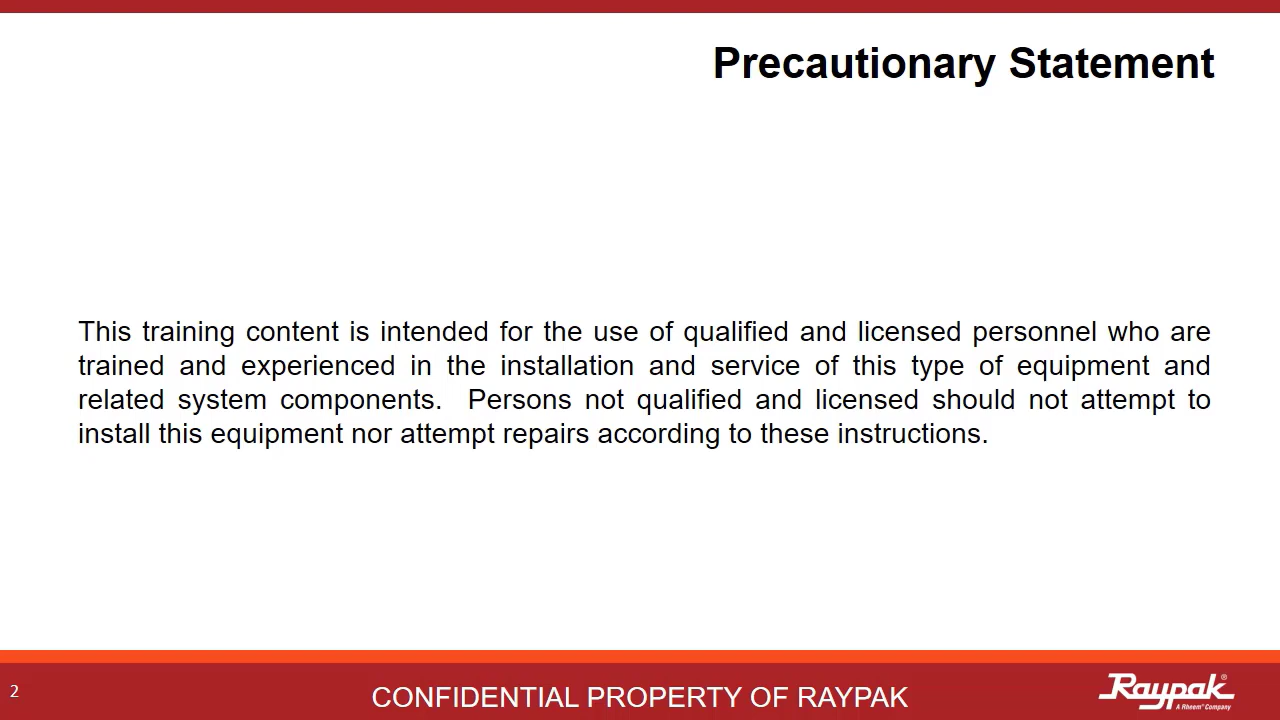 Precautionary Statement
This training content is intended for the use of qualified and licensed personnel who are
trained and experienced in the installation and service of this type of equipment and
related system components.  Persons not qualified and licensed should not attempt to
install this equipment nor attempt repairs according to these instructions.
2
CONFIDENTIAL PROPERTY OF RAYPAK
Raypak®
A Rheem® Company